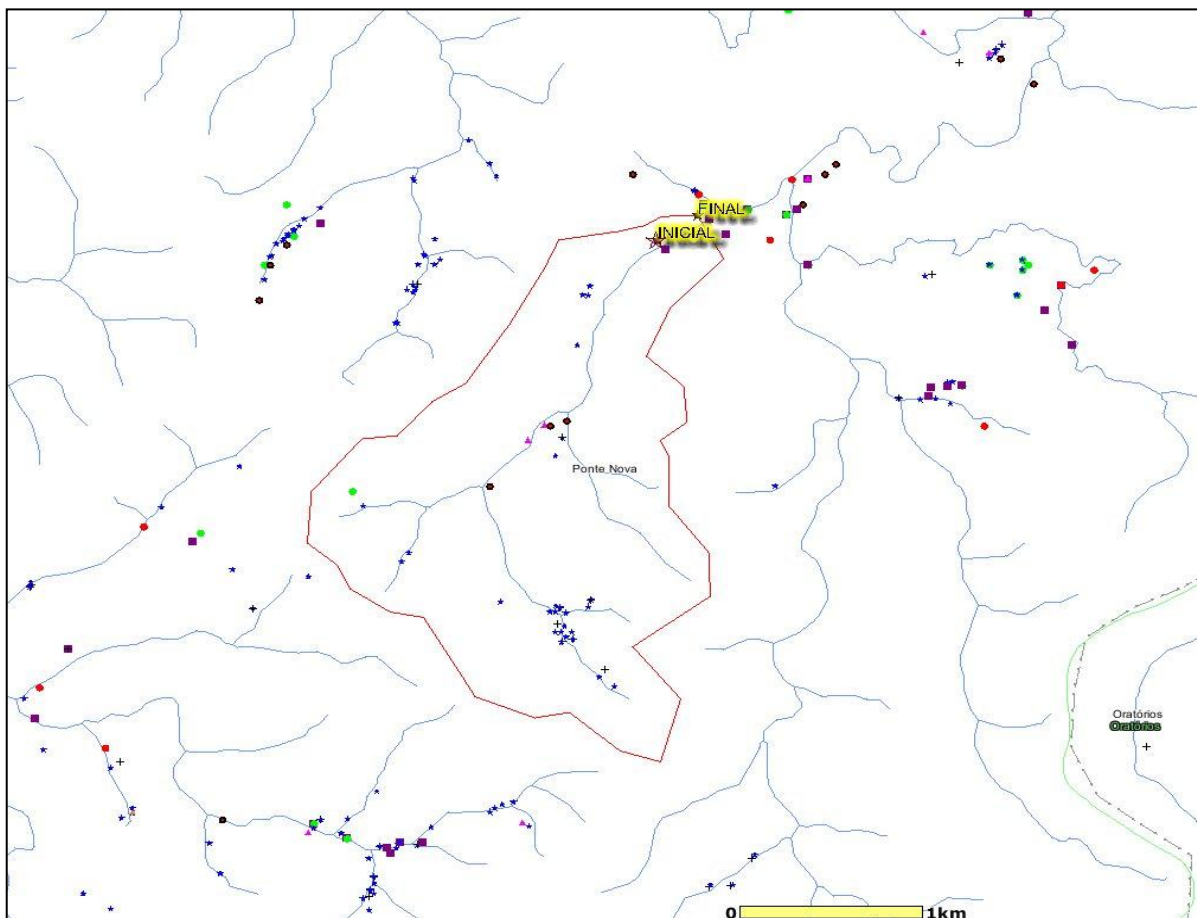 FINAL
INICIAL
Ponte Nova
Oratórios
Oratórios
0 1km